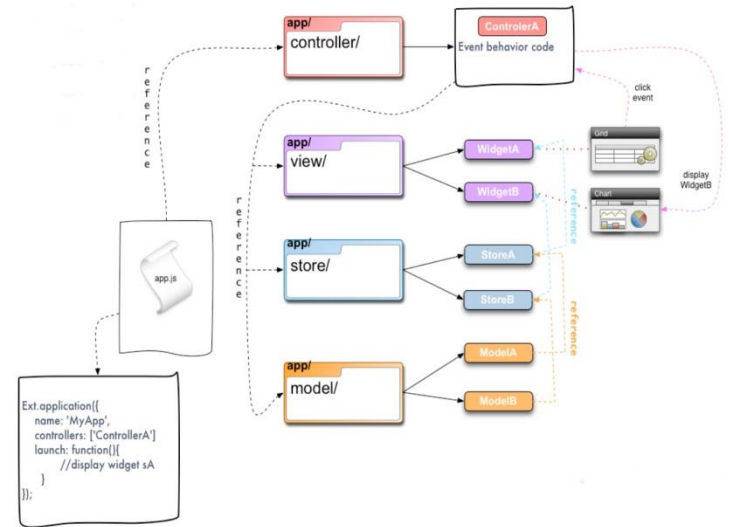 app/
controller/
ControlerA
Event behavior code
reference
click
event
app/
view/
WidgetA
WidgetB
Grid
Chart
display
WidgetB
reference
reference
app/
store/
StoreA
StoreB
reference
app.js
app/
model/
ModelA
ModelB
Ext.application({
name: 'MyApp',
controllers: ['ControllerA']
launch: function(){
//display widget sA
}
});